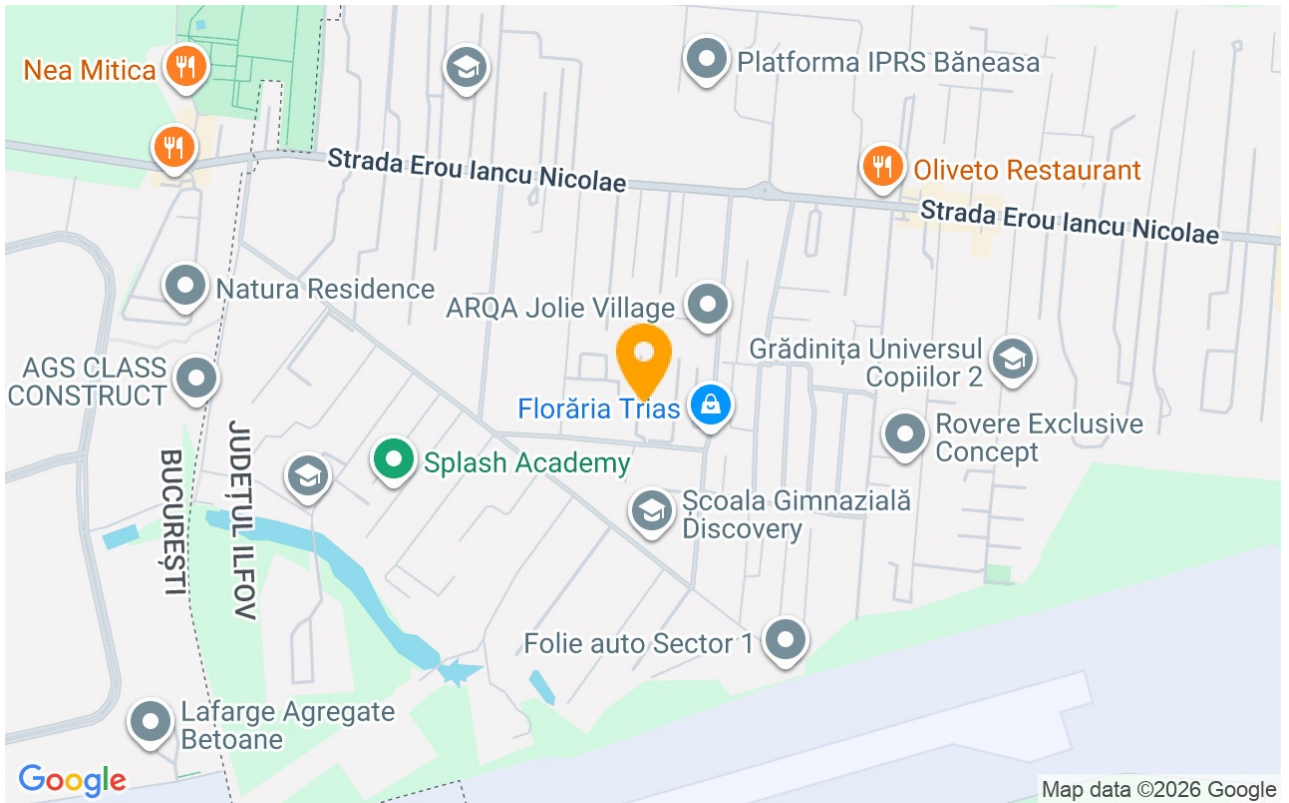 Nea Mitica
Platforma IPRS Băneasa
Strada Erou Iancu Nicolae
Oliveto Restaurant
Strada Erou Iancu Nicolae
Natura Residence
ARQA Jolie Village
Grădinița Universul
Copiilor 2
AGS CLASS
CONSTRUCT
Florăria Trias
Rovere Exclusive
Concept
JUDEȚUL ILFOV
BUCUREȘTI
Splash Academy
Școala Gimnazială
Discovery
Folie auto Sector 1
Lafarge Agregate
Betoane
Google
Map data ©2026 Google